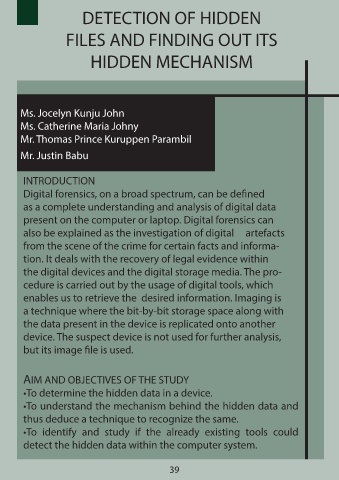 DETECTION OF HIDDEN
FILES AND FINDING OUT ITS
HIDDEN MECHANISM
Ms. Jocelyn Kunju John
Ms. Catherine Maria Johny
Mr. Thomas Prince Kuruppen Parambil
Mr. Justin Babu
INTRODUCTION
Digital forensics, on a broad spectrum, can be defined
as a complete understanding and analysis of digital data
present on the computer or laptop. Digital forensics can
also be explained as the investigation of digital artefacts
from the scene of the crime for certain facts and informa-
tion. It deals with the recovery of legal evidence within
the digital devices and the digital storage media. The pro-
cedure is carried out by the usage of digital tools, which
enables us to retrieve the desired information. Imaging is
a technique where the bit-by-bit storage space along with
the data present in the device is replicated onto another
device. The suspect device is not used for further analysis,
but its image file is used.
AIM AND OBJECTIVES OF THE STUDY
•To determine the hidden data in a device.
•To understand the mechanism behind the hidden data and
thus deduce a technique to recognize the same.
•To identify and study if the already existing tools could
detect the hidden data within the computer system.
39